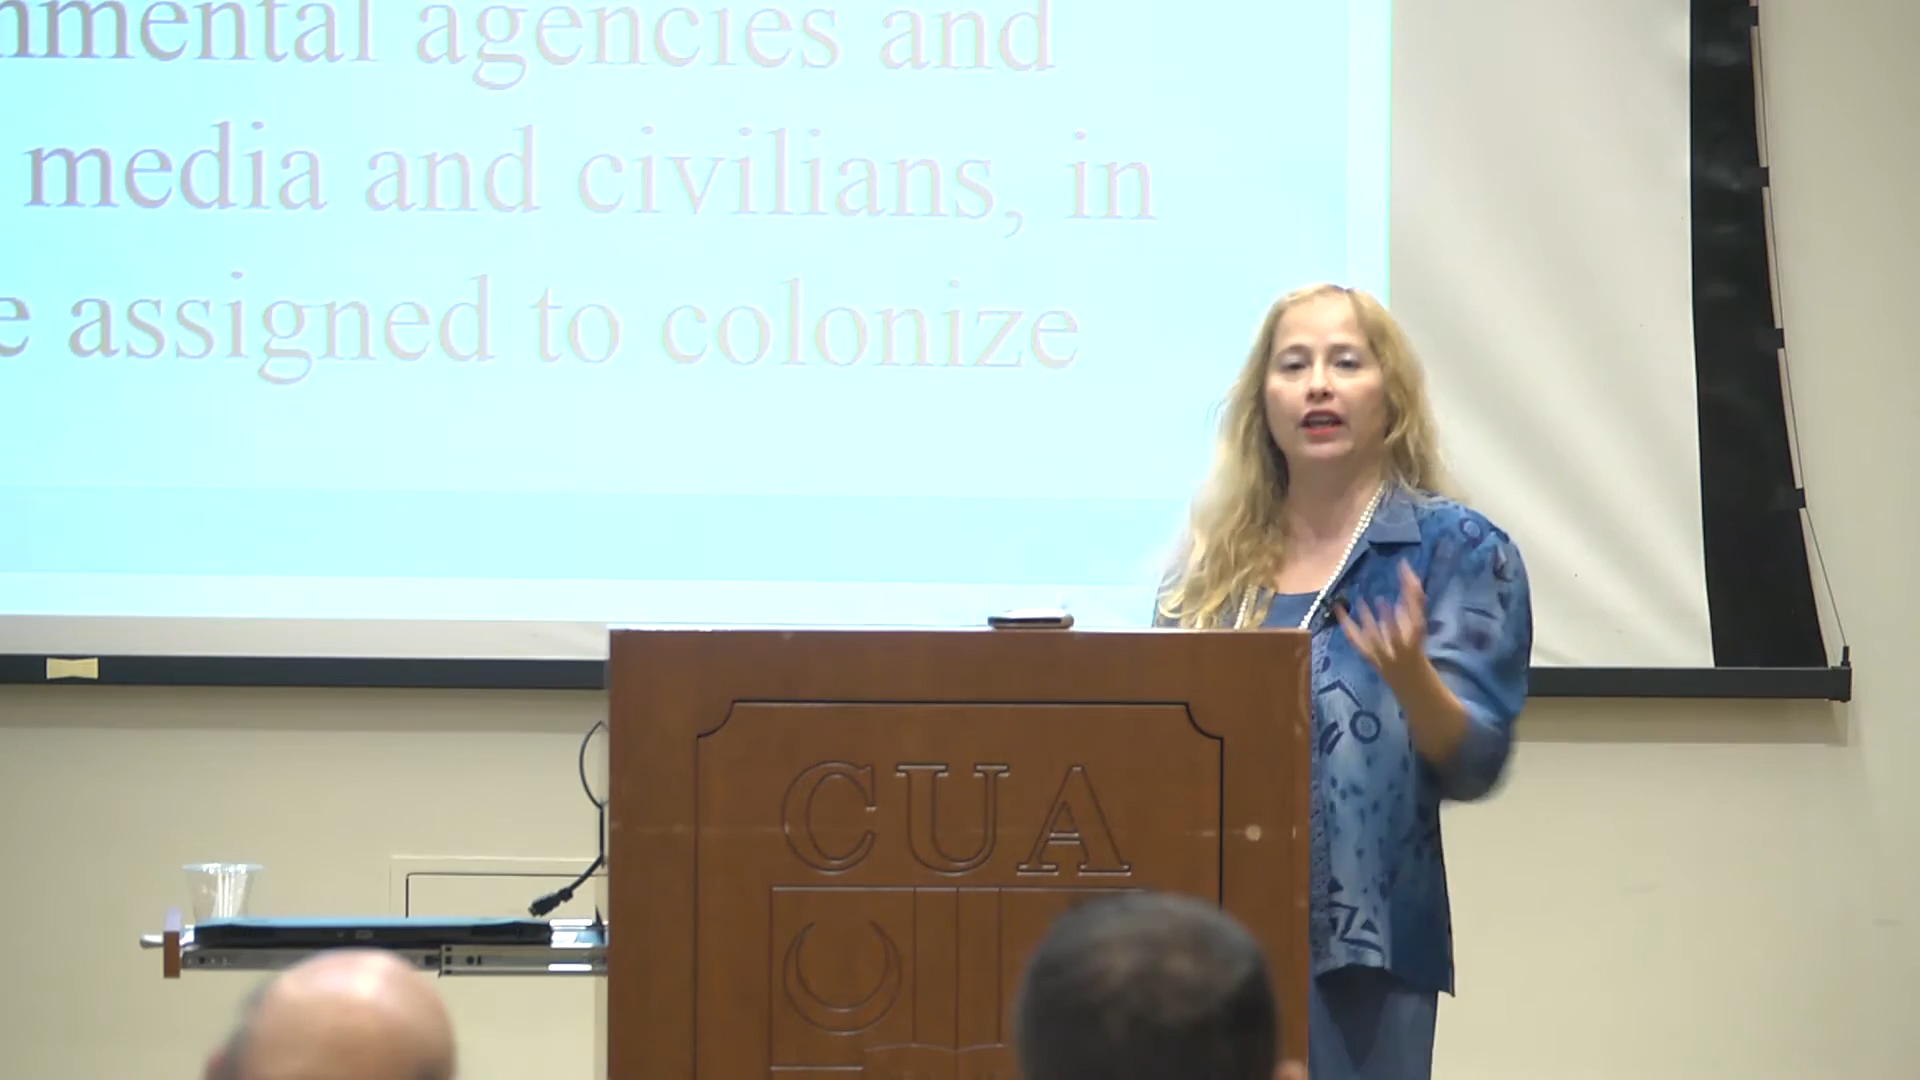 nmental agencies and
media and civilians, in
e assigned to colonize
CUA